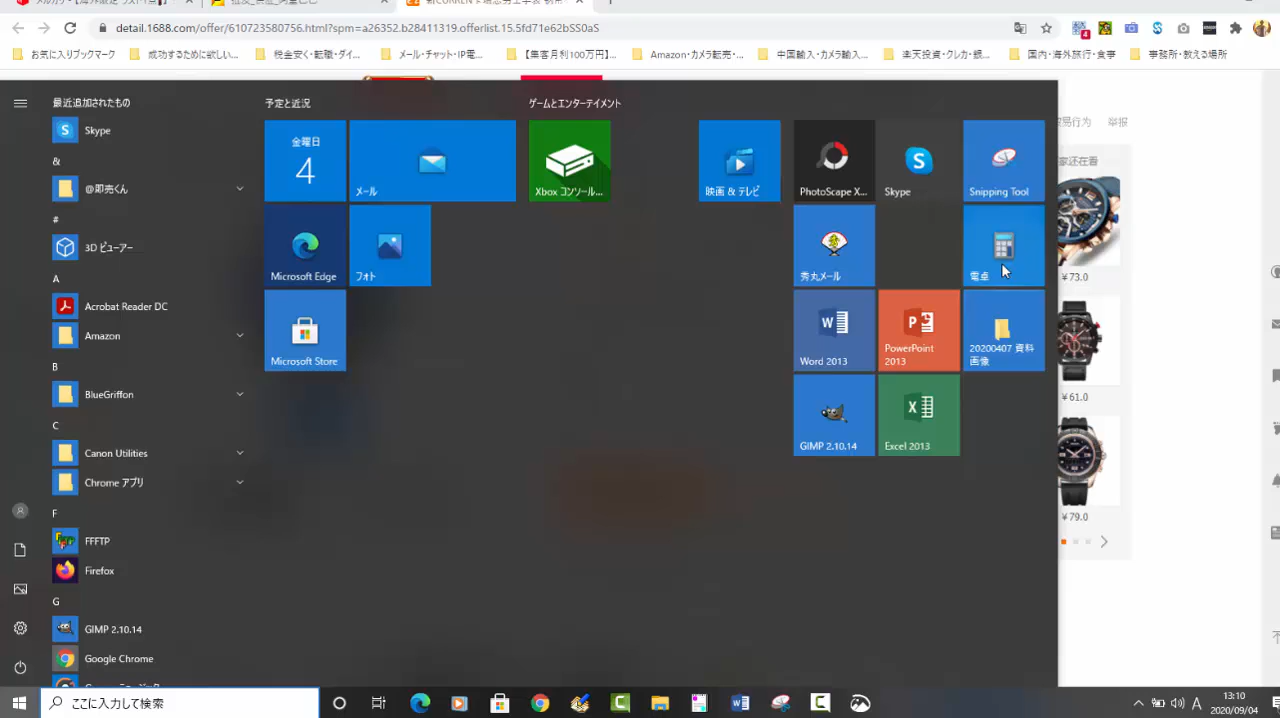 detail.1688.com/offer/610723580756.html?spm=a26352.b28411319.offerlist.15.5fd71e62bSS0aS
4
お気に入りブックマーク
成功するために欲しい...
税金安く・転職・ダイ...
メール・チャット・IP電...
【集客月利100万円】...
Amazon・カメラ販売・...
中国輸入・カメラ輸入...
楽天投資・クレカ・銀...
国内・海外旅行・食事
事務所・教える場所
最近追加されたもの
Skype
&
@即売くん
#
3D ビューアー
A
Acrobat Reader DC
Amazon
B
BlueGriffon
C
Canon Utilities
Chrome アプリ
F
FFFTP
Firefox
G
GIMP 2.10.14
Google Chrome
予定と近況
金曜日
4
メール
Microsoft Edge
フォト
Microsoft Store
ゲームとエンターテイメント
Xbox コンソール...
映画 & テレビ
PhotoScape X...
Skype
Snipping Tool
秀丸メール
電卓
Word 2013
PowerPoint
2013
20200407 資料
画像
GIMP 2.10.14
Excel 2013
举报
家还在看
¥73.0
¥61.0
¥79.0
ここに入力して検索
A
13:10
2020/09/04